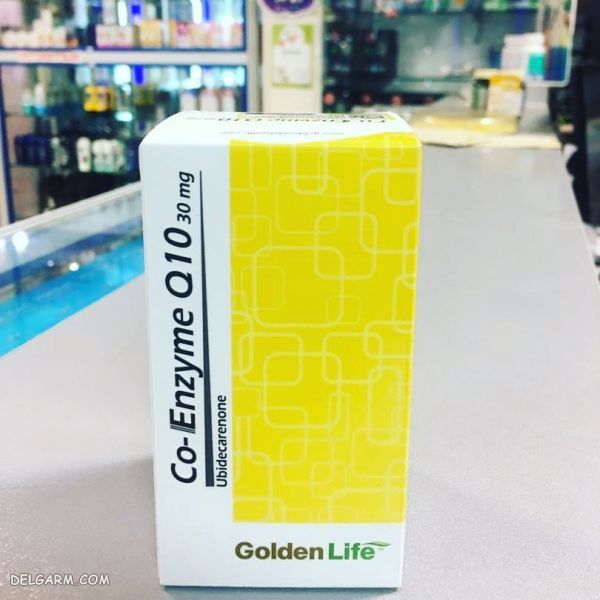 Co-Enzyme Q10 30 mg
Ubidecarenone
Golden Life
DELGARM.COM